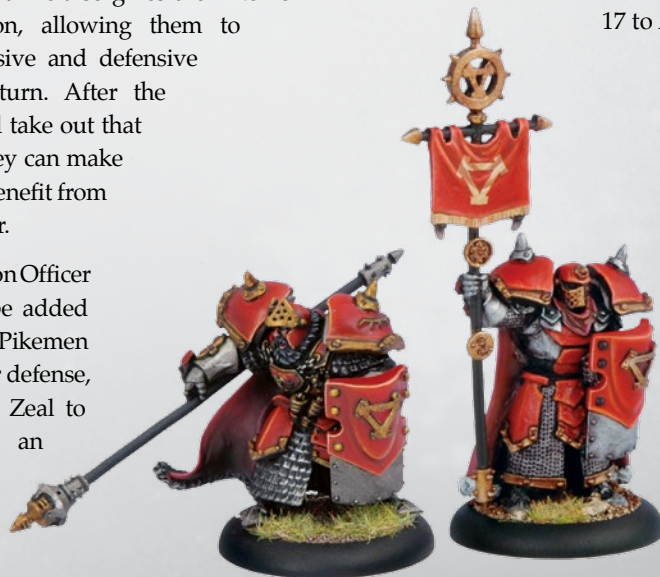 on, allowing them to
sive and defensive
turn. After the
take out that
ey can make
enefit from
r.
on Officer
be added
Pikemen
r defense,
Zeal to
an
17 to